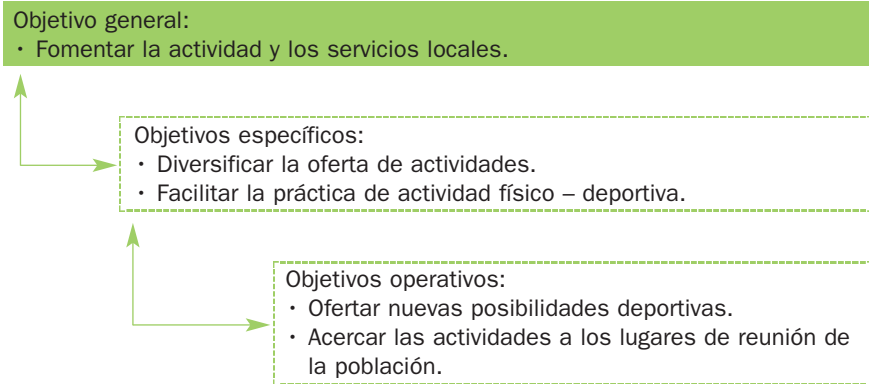 Objetivo general:
· Fomentar la actividad y los servicios locales.
Objetivos específicos:
· Diversificar la oferta de actividades.
· Facilitar la práctica de actividad físico – deportiva.
Objetivos operativos:
· Ofertar nuevas posibilidades deportivas.
· Acercar las actividades a los lugares de reunión de
la población.